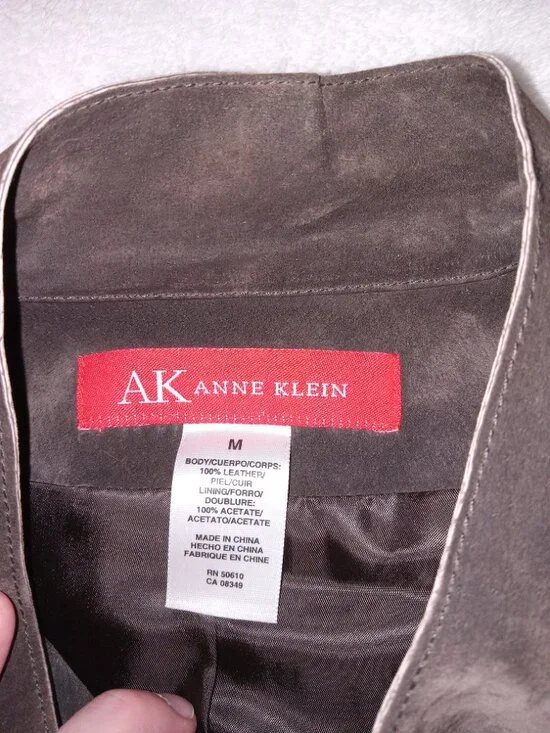 AK ANNE KLEIN
M
BODY/CUERPO/CORPS:
100% LEATHER/
PIEL/CUIR
LINING/FORRO/
DOUBLURE:
100% ACETATE/
ACETATO/ACETATE
MADE IN CHINA
HECHO EN CHINA
FABRIQUE EN CHINE
RN 50610
CA 08349